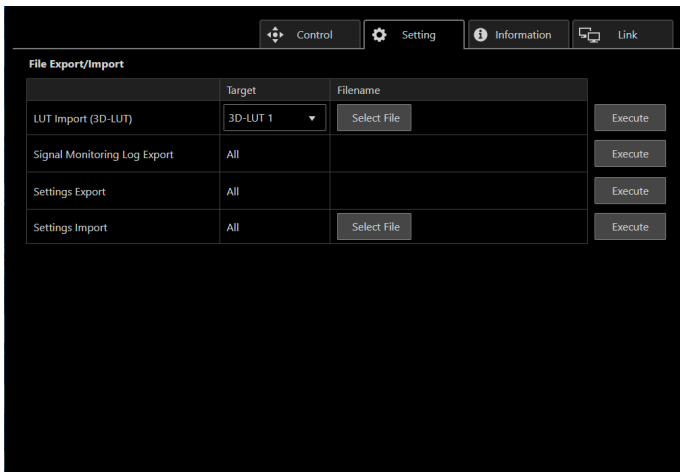 Control Setting Information Link
File Export/Import
Target Filename
LUT Import (3D-LUT) 3D-LUT 1 Select File Execute
Signal Monitoring Log Export All Execute
Settings Export All Execute
Settings Import All Select File Execute